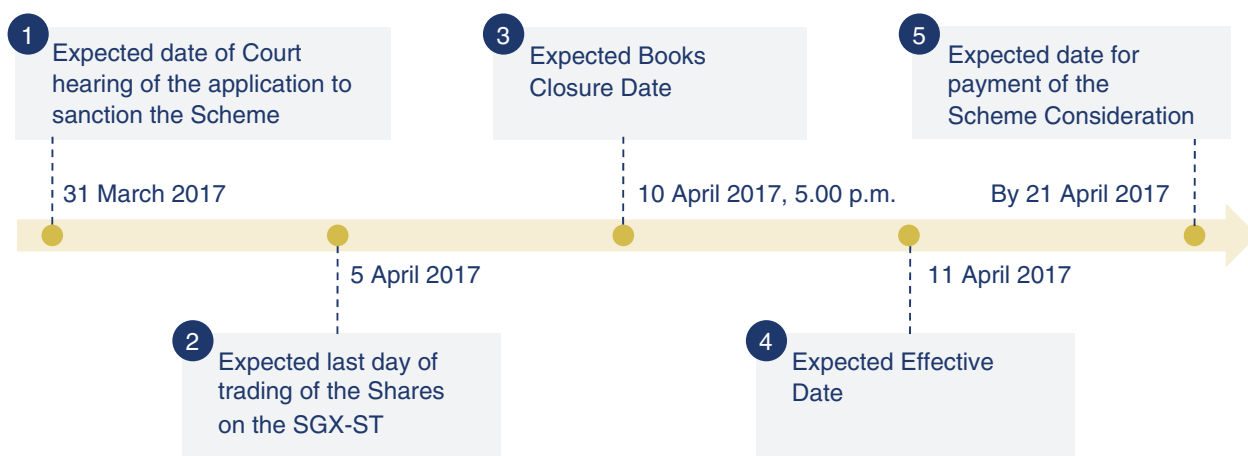 1
Expected date of Court
hearing of the application to
sanction the Scheme
31 March 2017
2
Expected last day of
trading of the Shares
on the SGX-ST
5 April 2017
3
Expected Books
Closure Date
10 April 2017, 5.00 p.m.
4
Expected Effective
Date
11 April 2017
5
Expected date for
payment of the
Scheme Consideration
By 21 April 2017